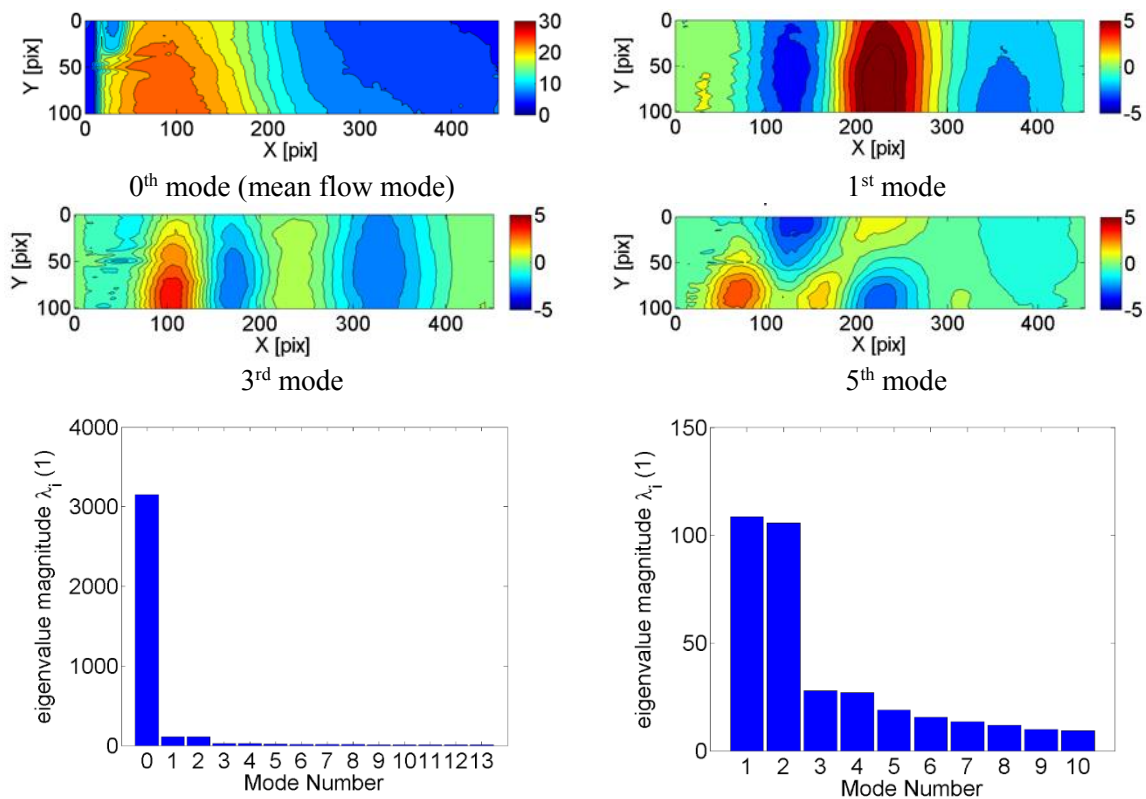 0
50
100
Y [pix]
0 100 200 300 400
X [pix]
30
20
10
0
0th mode (mean flow mode)
0
50
100
Y [pix]
0 100 200 300 400
X [pix]
5
0
-5
1st mode
0
50
100
Y [pix]
0 100 200 300 400
X [pix]
5
0
-5
3rd mode
0
50
100
Y [pix]
0 100 200 300 400
X [pix]
5
0
-5
5th mode
4000
3000
2000
1000
0
eigenvalue magnitude λi (1)
0 1 2 3 4 5 6 7 8 9 10 11 12 13
Mode Number
150
100
50
0
eigenvalue magnitude λi (1)
1 2 3 4 5 6 7 8 9 10
Mode Number